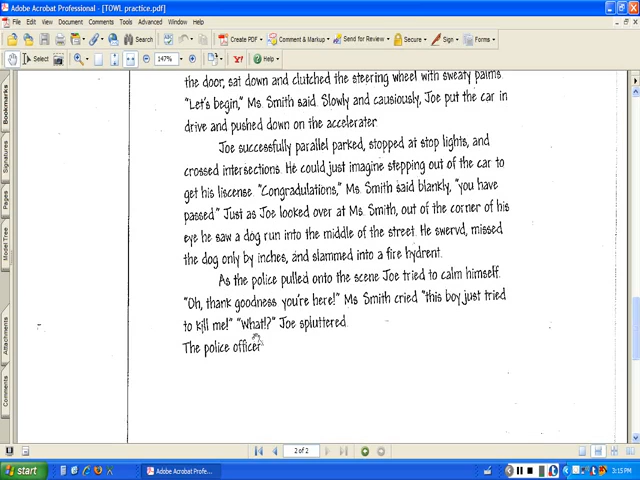 Adobe Acrobat Professional - [TOWL practice.pdf]
File Edit View Document Comments Tools Advanced Window Help
Search Create PDF Comment & Markup Send for Review Secure Sign Forms
Select 147% Y! Help
Bookmarks
Signatures
Pages
Model Tree
Attachments
Comments
the door, sat down and clutched the steering wheel with sweaty palms.
"Let's begin," Ms. Smith said. Slowly and causiously, Joe put the car in
drive and pushed down on the accelerater
Joe successfully parallel parked, stopped at stop lights, and
crossed intersections. He could just imagine stepping out of the car to
get his liscense. "Congradulations," Ms. Smith said blankly, "you have
passed." Just as Joe looked over at Ms. Smith, out of the corner of his
eye he saw a dog run into the middle of the street. He swervd, missed
the dog only by inches, and slammed into a fire hydrent.
As the police pulled onto the scene Joe tried to calm himself.
"Oh, thank goodness you're here!" Ms. Smith cried "this boy just tried
to kill me!" "What!?" Joe spluttered
The police officer
2 of 2
start Adobe Acrobat Profe... 3:15 PM